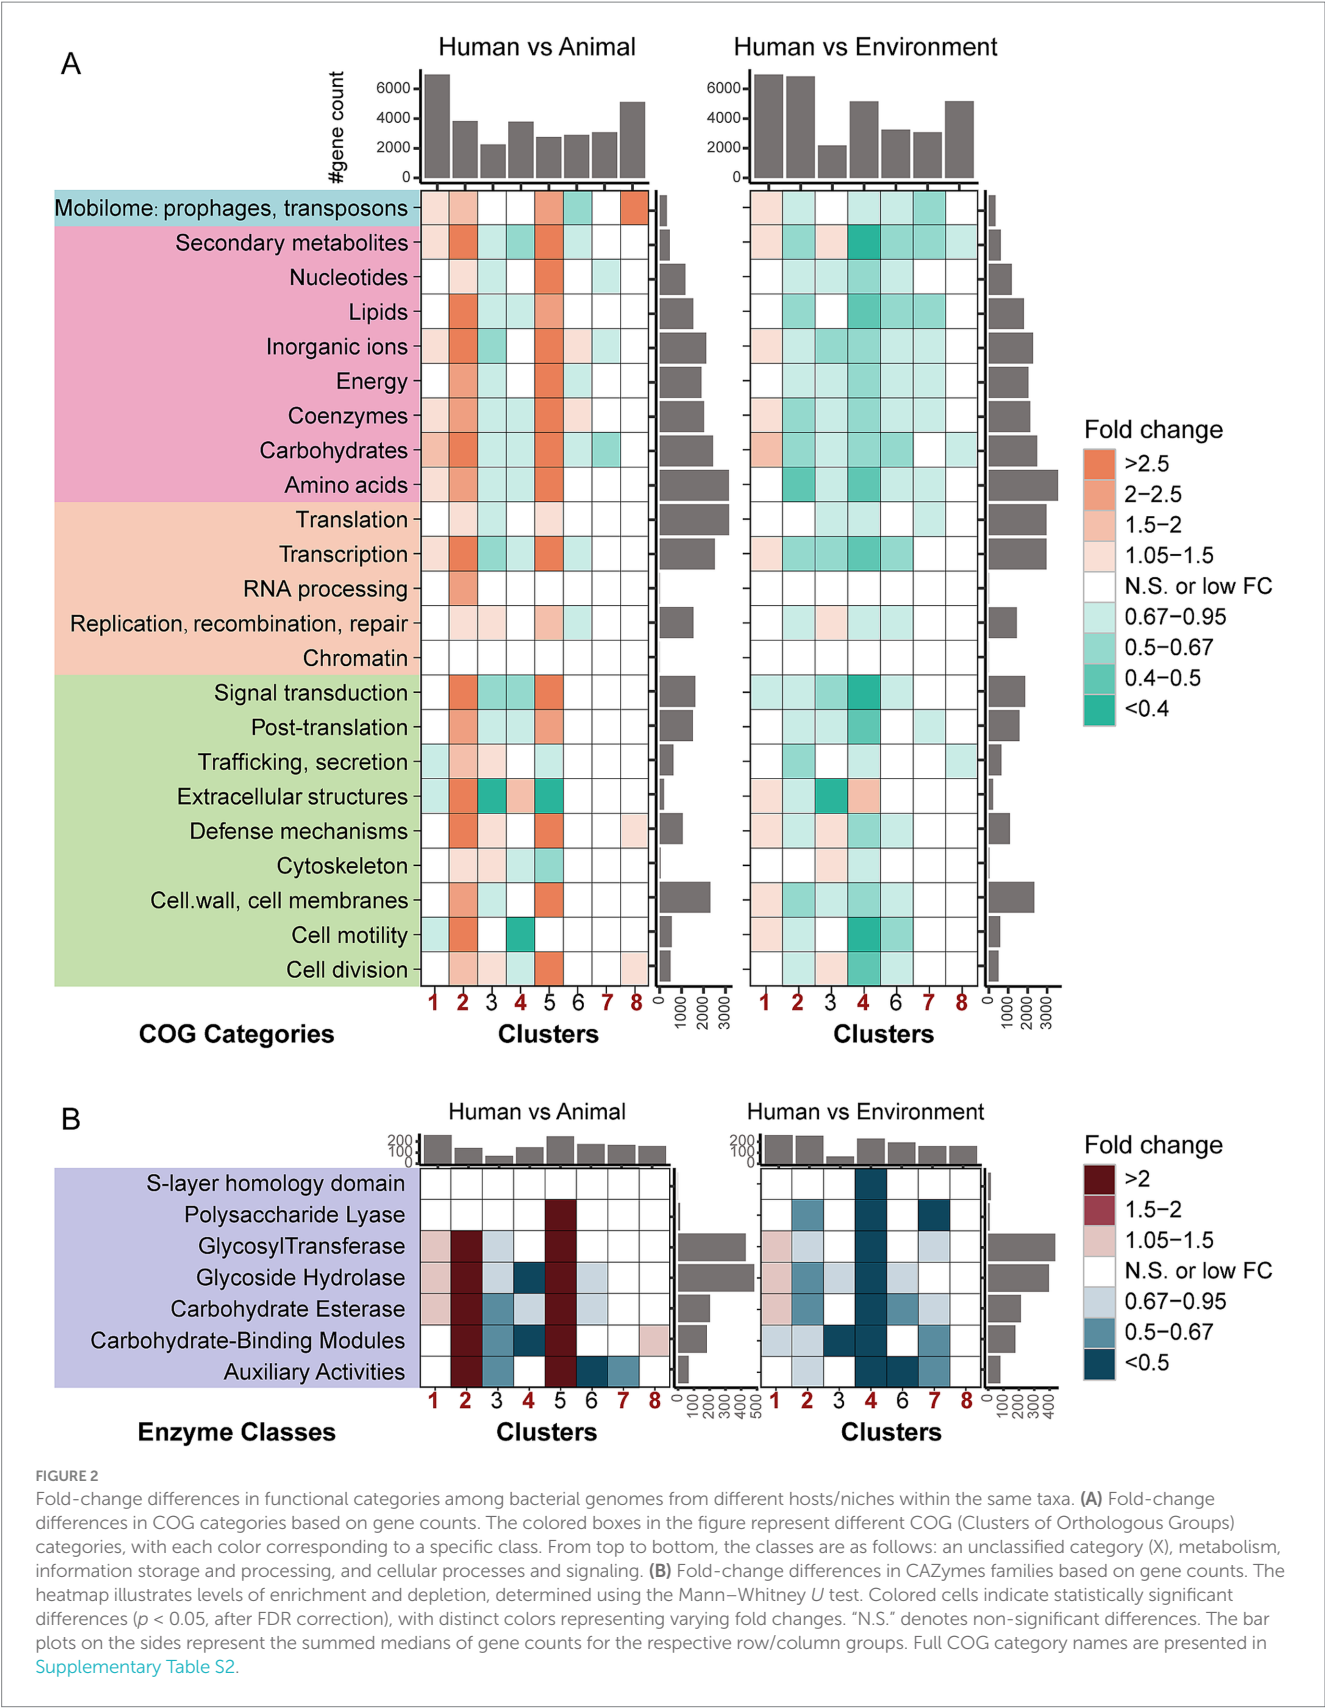 A
Human vs Animal
Human vs Environment
#gene count
6000
4000
2000
0
6000
4000
2000
0
Mobilome: prophages, transposons
Secondary metabolites
Nucleotides
Lipids
Inorganic ions
Energy
Coenzymes
Carbohydrates
Amino acids
Translation
Transcription
RNA processing
Replication, recombination, repair
Chromatin
Signal transduction
Post-translation
Trafficking, secretion
Extracellular structures
Defense mechanisms
Cytoskeleton
Cell.wall, cell membranes
Cell motility
Cell division
Fold change
>2.5
2−2.5
1.5−2
1.05−1.5
N.S. or low FC
0.67−0.95
0.5−0.67
0.4−0.5
<0.4
1 2 3 4 5 6 7 8
0 1000 2000 3000
1 2 3 4 6 7 8
0 1000 2000 3000
COG Categories
Clusters
Clusters
B
Human vs Animal
Human vs Environment
200
100
0
200
100
0
S-layer homology domain
Polysaccharide Lyase
GlycosylTransferase
Glycoside Hydrolase
Carbohydrate Esterase
Carbohydrate-Binding Modules
Auxiliary Activities
Fold change
>2
1.5−2
1.05−1.5
N.S. or low FC
0.67−0.95
0.5−0.67
<0.5
1 2 3 4 5 6 7 8
0 100 200 300 400 500
1 2 3 4 6 7 8
0 100 200 300 400
Enzyme Classes
Clusters
Clusters
FIGURE 2
Fold-change differences in functional categories among bacterial genomes from different hosts/niches within the same taxa. (A) Fold-change
differences in COG categories based on gene counts. The colored boxes in the figure represent different COG (Clusters of Orthologous Groups)
categories, with each color corresponding to a specific class. From top to bottom, the classes are as follows: an unclassified category (X), metabolism,
information storage and processing, and cellular processes and signaling. (B) Fold-change differences in CAZymes families based on gene counts. The
heatmap illustrates levels of enrichment and depletion, determined using the Mann–Whitney U test. Colored cells indicate statistically significant
differences (p < 0.05, after FDR correction), with distinct colors representing varying fold changes. “N.S.” denotes non-significant differences. The bar
plots on the sides represent the summed medians of gene counts for the respective row/column groups. Full COG category names are presented in
Supplementary Table S2.